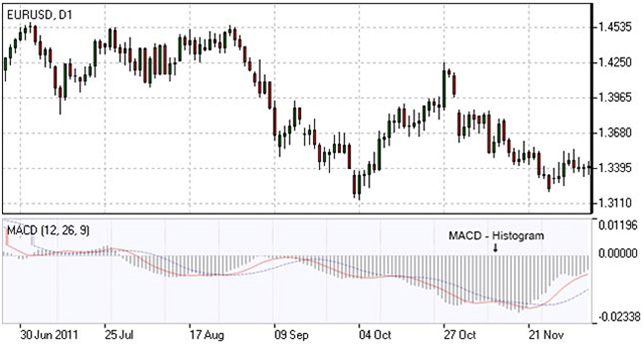 EURUSD, D1
1.4535
1.4250
1.3965
1.3680
1.3395
1.3110
MACD (12, 26, 9)
MACD - Histogram
0.01196
0.00000
-0.02338
30 Jun 2011 25 Jul 17 Aug 09 Sep 04 Oct 27 Oct 21 Nov